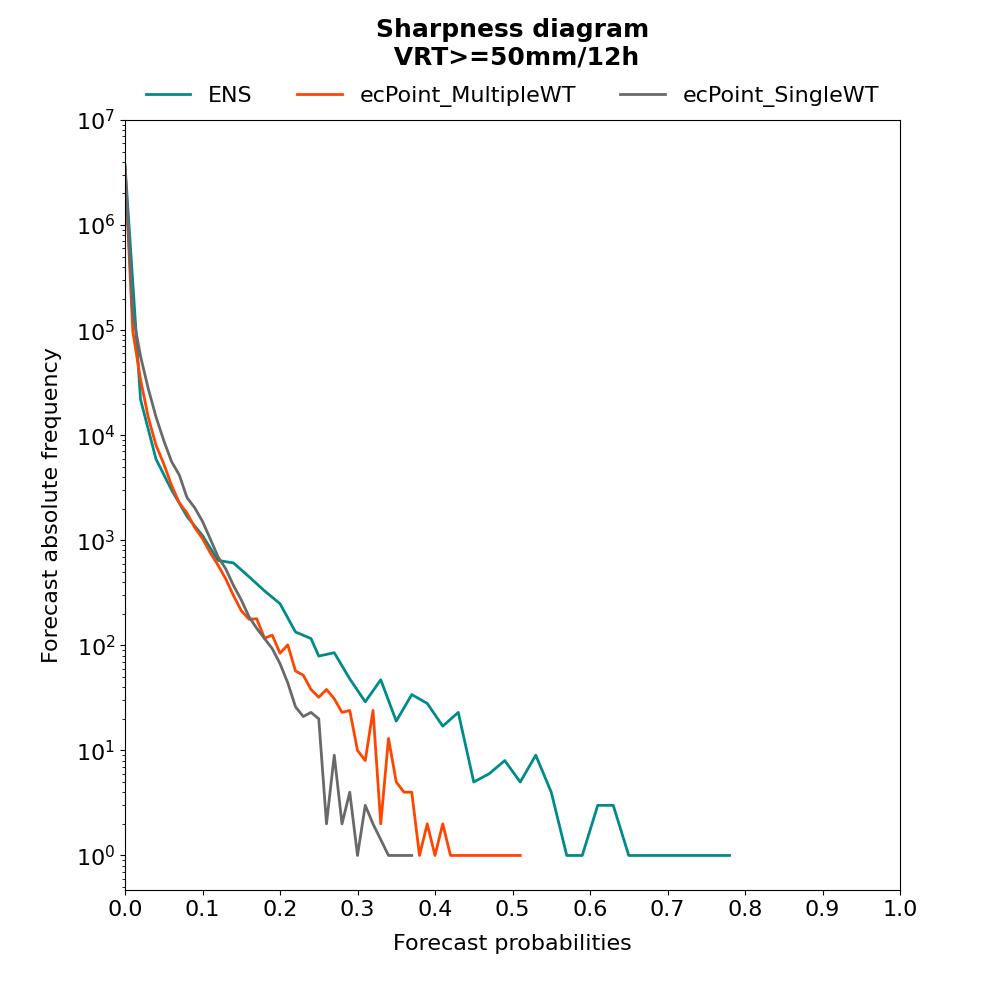 Sharpness diagram
VRT>=50mm/12h
ENS ecPoint_MultipleWT ecPoint_SingleWT
10^7
10^6
10^5
10^4
10^3
10^2
10^1
10^0
Forecast absolute frequency
0.0 0.1 0.2 0.3 0.4 0.5 0.6 0.7 0.8 0.9 1.0
Forecast probabilities